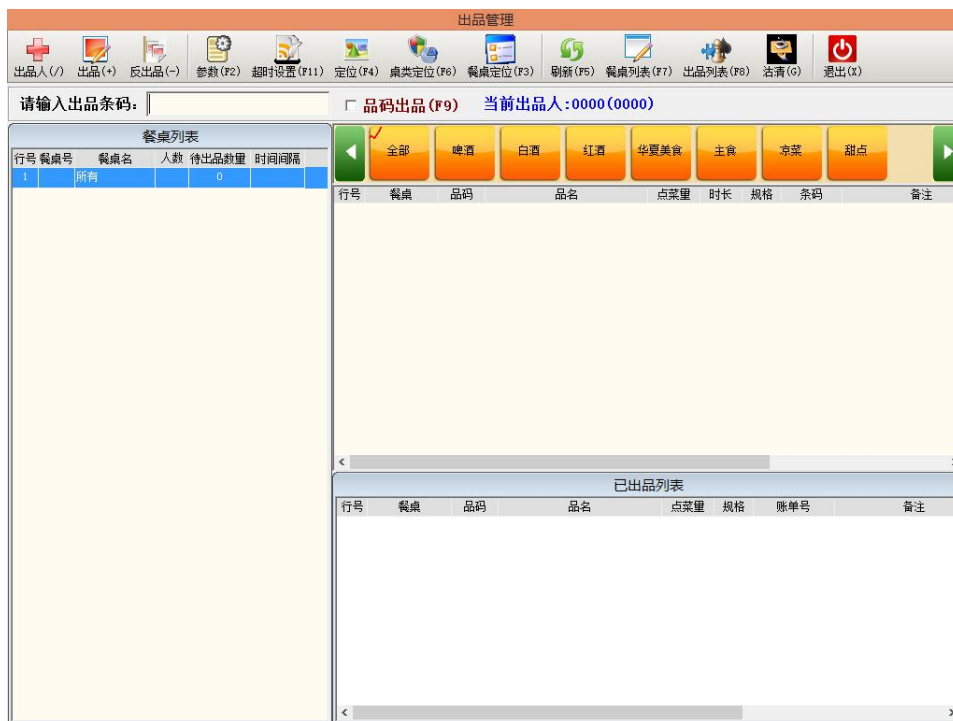 出品管理
出品人(/) 出品(+) 反出品(-) 参数(F2) 超时设置(F11) 定位(F4) 桌类定位(F6) 餐桌定位(F3) 刷新(F5) 餐桌列表(F7) 出品列表(F8) 沽清(G) 退出(X)
请输入出品条码: 品码出品(F9) 当前出品人:0000(0000)
餐桌列表
行号 餐桌号 餐桌名 人数 待出品数量 时间间隔
1 所有 0
全部 啤酒 白酒 红酒 华夏美食 主食 凉菜 甜点
行号 餐桌 品码 品名 点菜量 时长 规格 条码 备注
已出品列表
行号 餐桌 品码 品名 点菜量 规格 账单号 备注